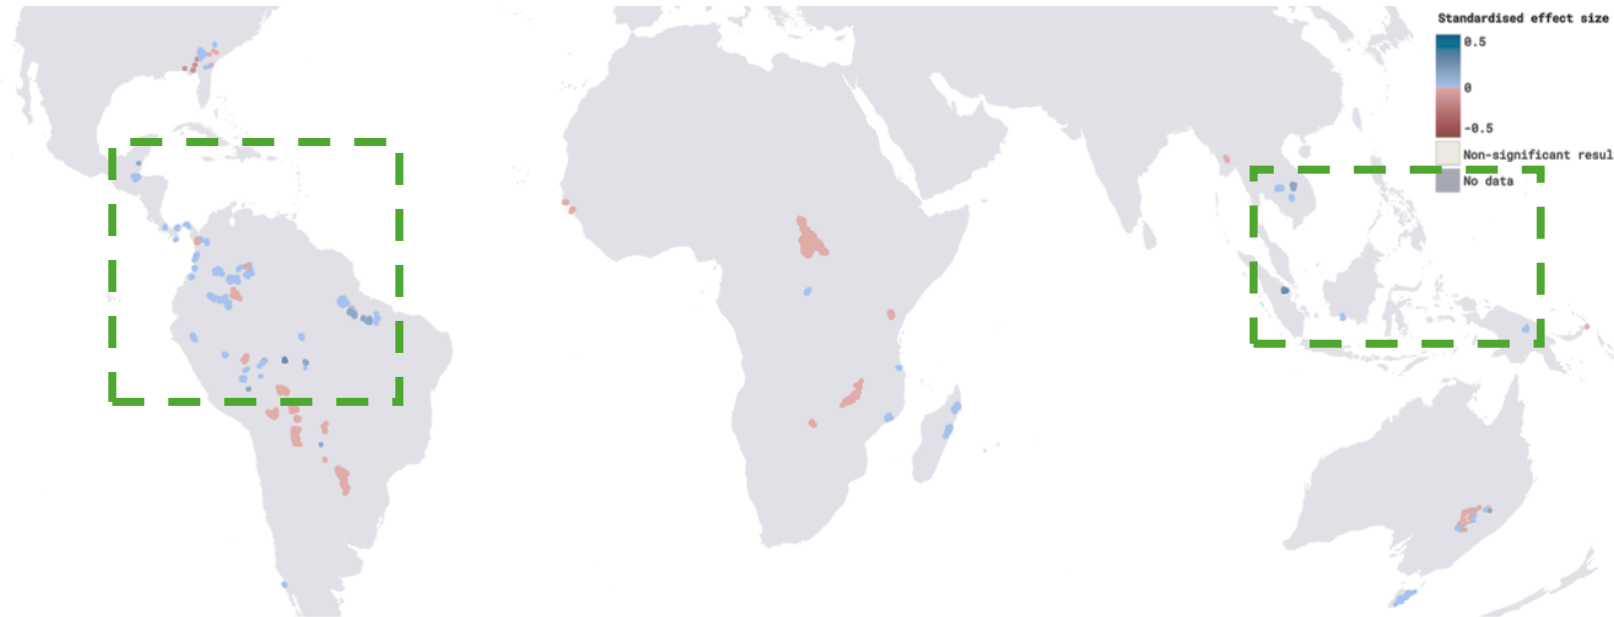 Standardised effect size
0.5
0
-0.5
Non-significant resul
No data